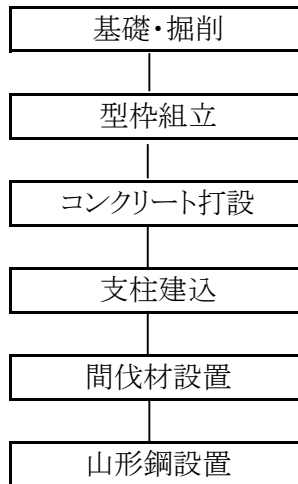 基礎・掘削
型枠組立
コンクリート打設
支柱建込
間伐材設置
山形鋼設置